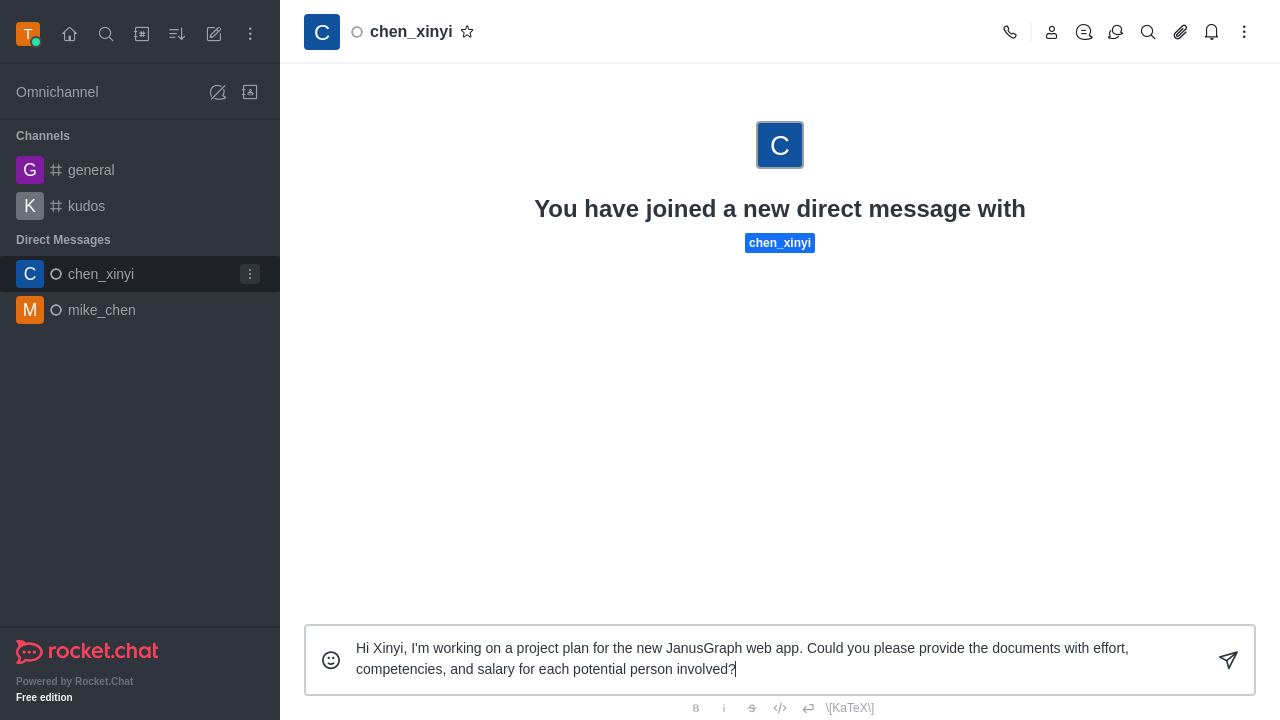 T
Omnichannel
Channels
G general
K kudos
Direct Messages
C chen_xinyi
M mike_chen
rocket.chat
Powered by Rocket.Chat
Free edition
C chen_xinyi
C
You have joined a new direct message with
chen_xinyi
Hi Xinyi, I'm working on a project plan for the new JanusGraph web app. Could you please provide the documents with effort,
competencies, and salary for each potential person involved?
B i S \[KaTeX\]